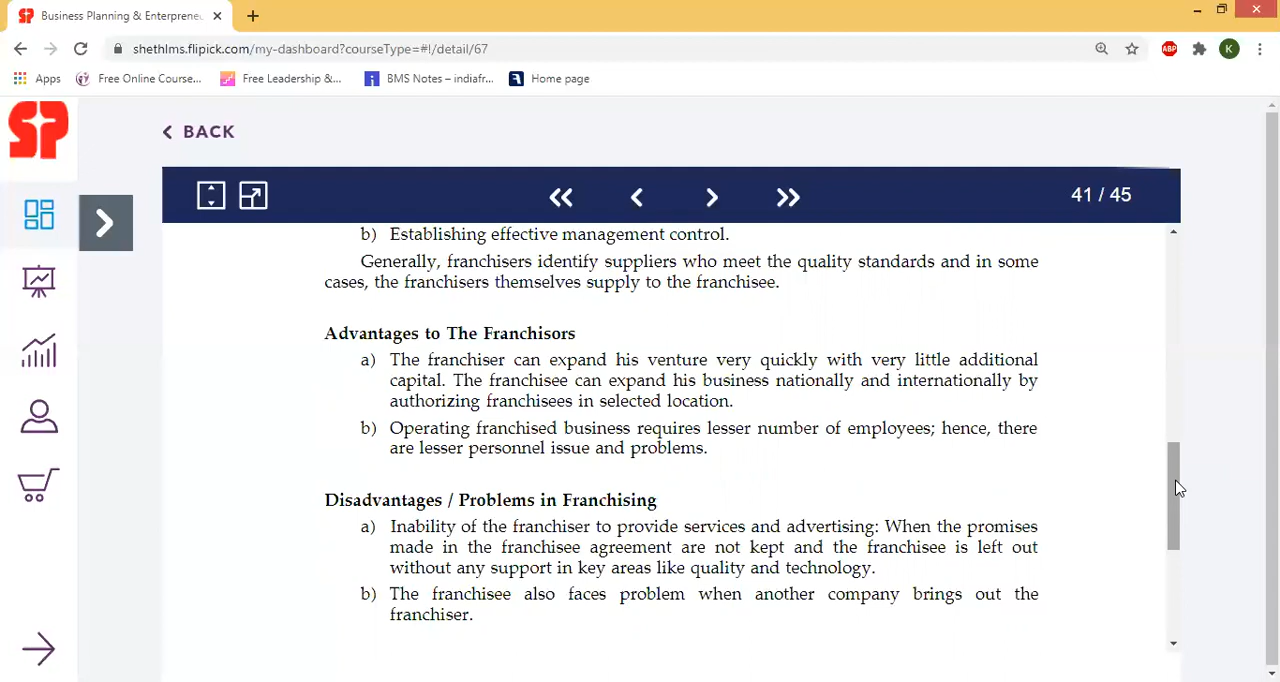 Business Planning & Enterprene
shethlms.flipick.com/my-dashboard?courseType=#!/detail/67
ABP
K
Apps
Free Online Course...
Free Leadership &...
BMS Notes – indiafr...
Home page
SP
BACK
41 / 45
b) Establishing effective management control.
Generally, franchisers identify suppliers who meet the quality standards and in some
cases, the franchisers themselves supply to the franchisee.
Advantages to The Franchisors
a) The franchiser can expand his venture very quickly with very little additional
capital. The franchisee can expand his business nationally and internationally by
authorizing franchisees in selected location.
b) Operating franchised business requires lesser number of employees; hence, there
are lesser personnel issue and problems.
Disadvantages / Problems in Franchising
a) Inability of the franchiser to provide services and advertising: When the promises
made in the franchisee agreement are not kept and the franchisee is left out
without any support in key areas like quality and technology.
b) The franchisee also faces problem when another company brings out the
franchiser.